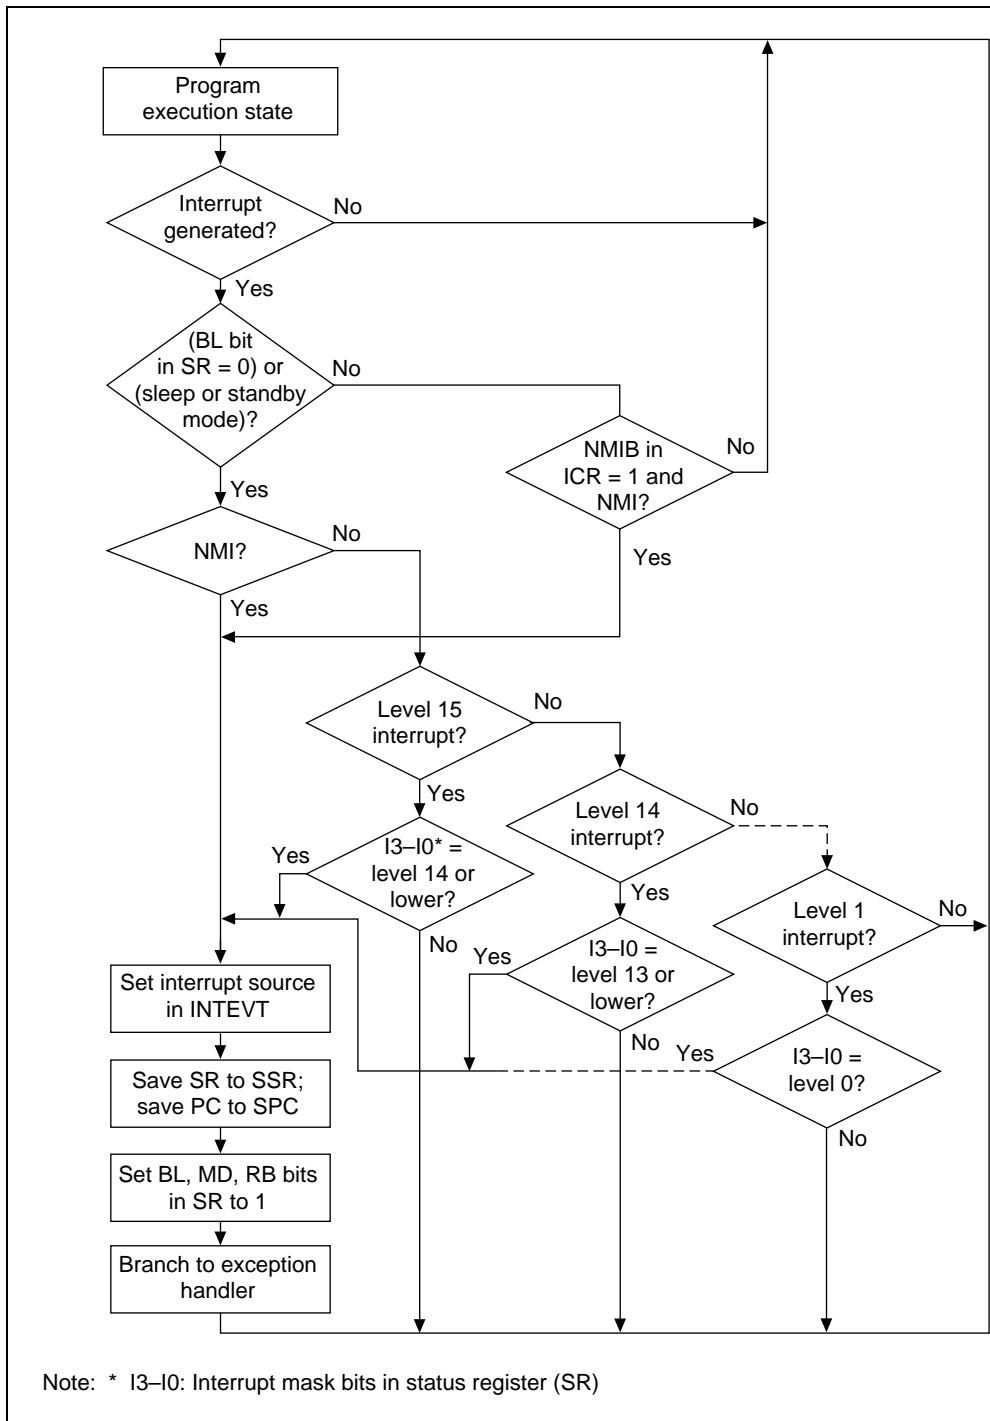 Program
execution state
Interrupt
generated?
No
Yes
(BL bit
in SR = 0) or
(sleep or standby
mode)?
No
Yes
NMIB in
ICR = 1 and
NMI?
No
Yes
NMI?
No
Yes
Level 15
interrupt?
No
Yes
Level 14
interrupt?
No
Yes
I3–I0* =
level 14 or
lower?
Yes
No
Level 1
interrupt?
No
Yes
I3–I0 =
level 13 or
lower?
Yes
No
I3–I0 =
level 0?
Yes
No
Set interrupt source
in INTEVT
Save SR to SSR;
save PC to SPC
Set BL, MD, RB bits
in SR to 1
Branch to exception
handler
Note: * I3–I0: Interrupt mask bits in status register (SR)